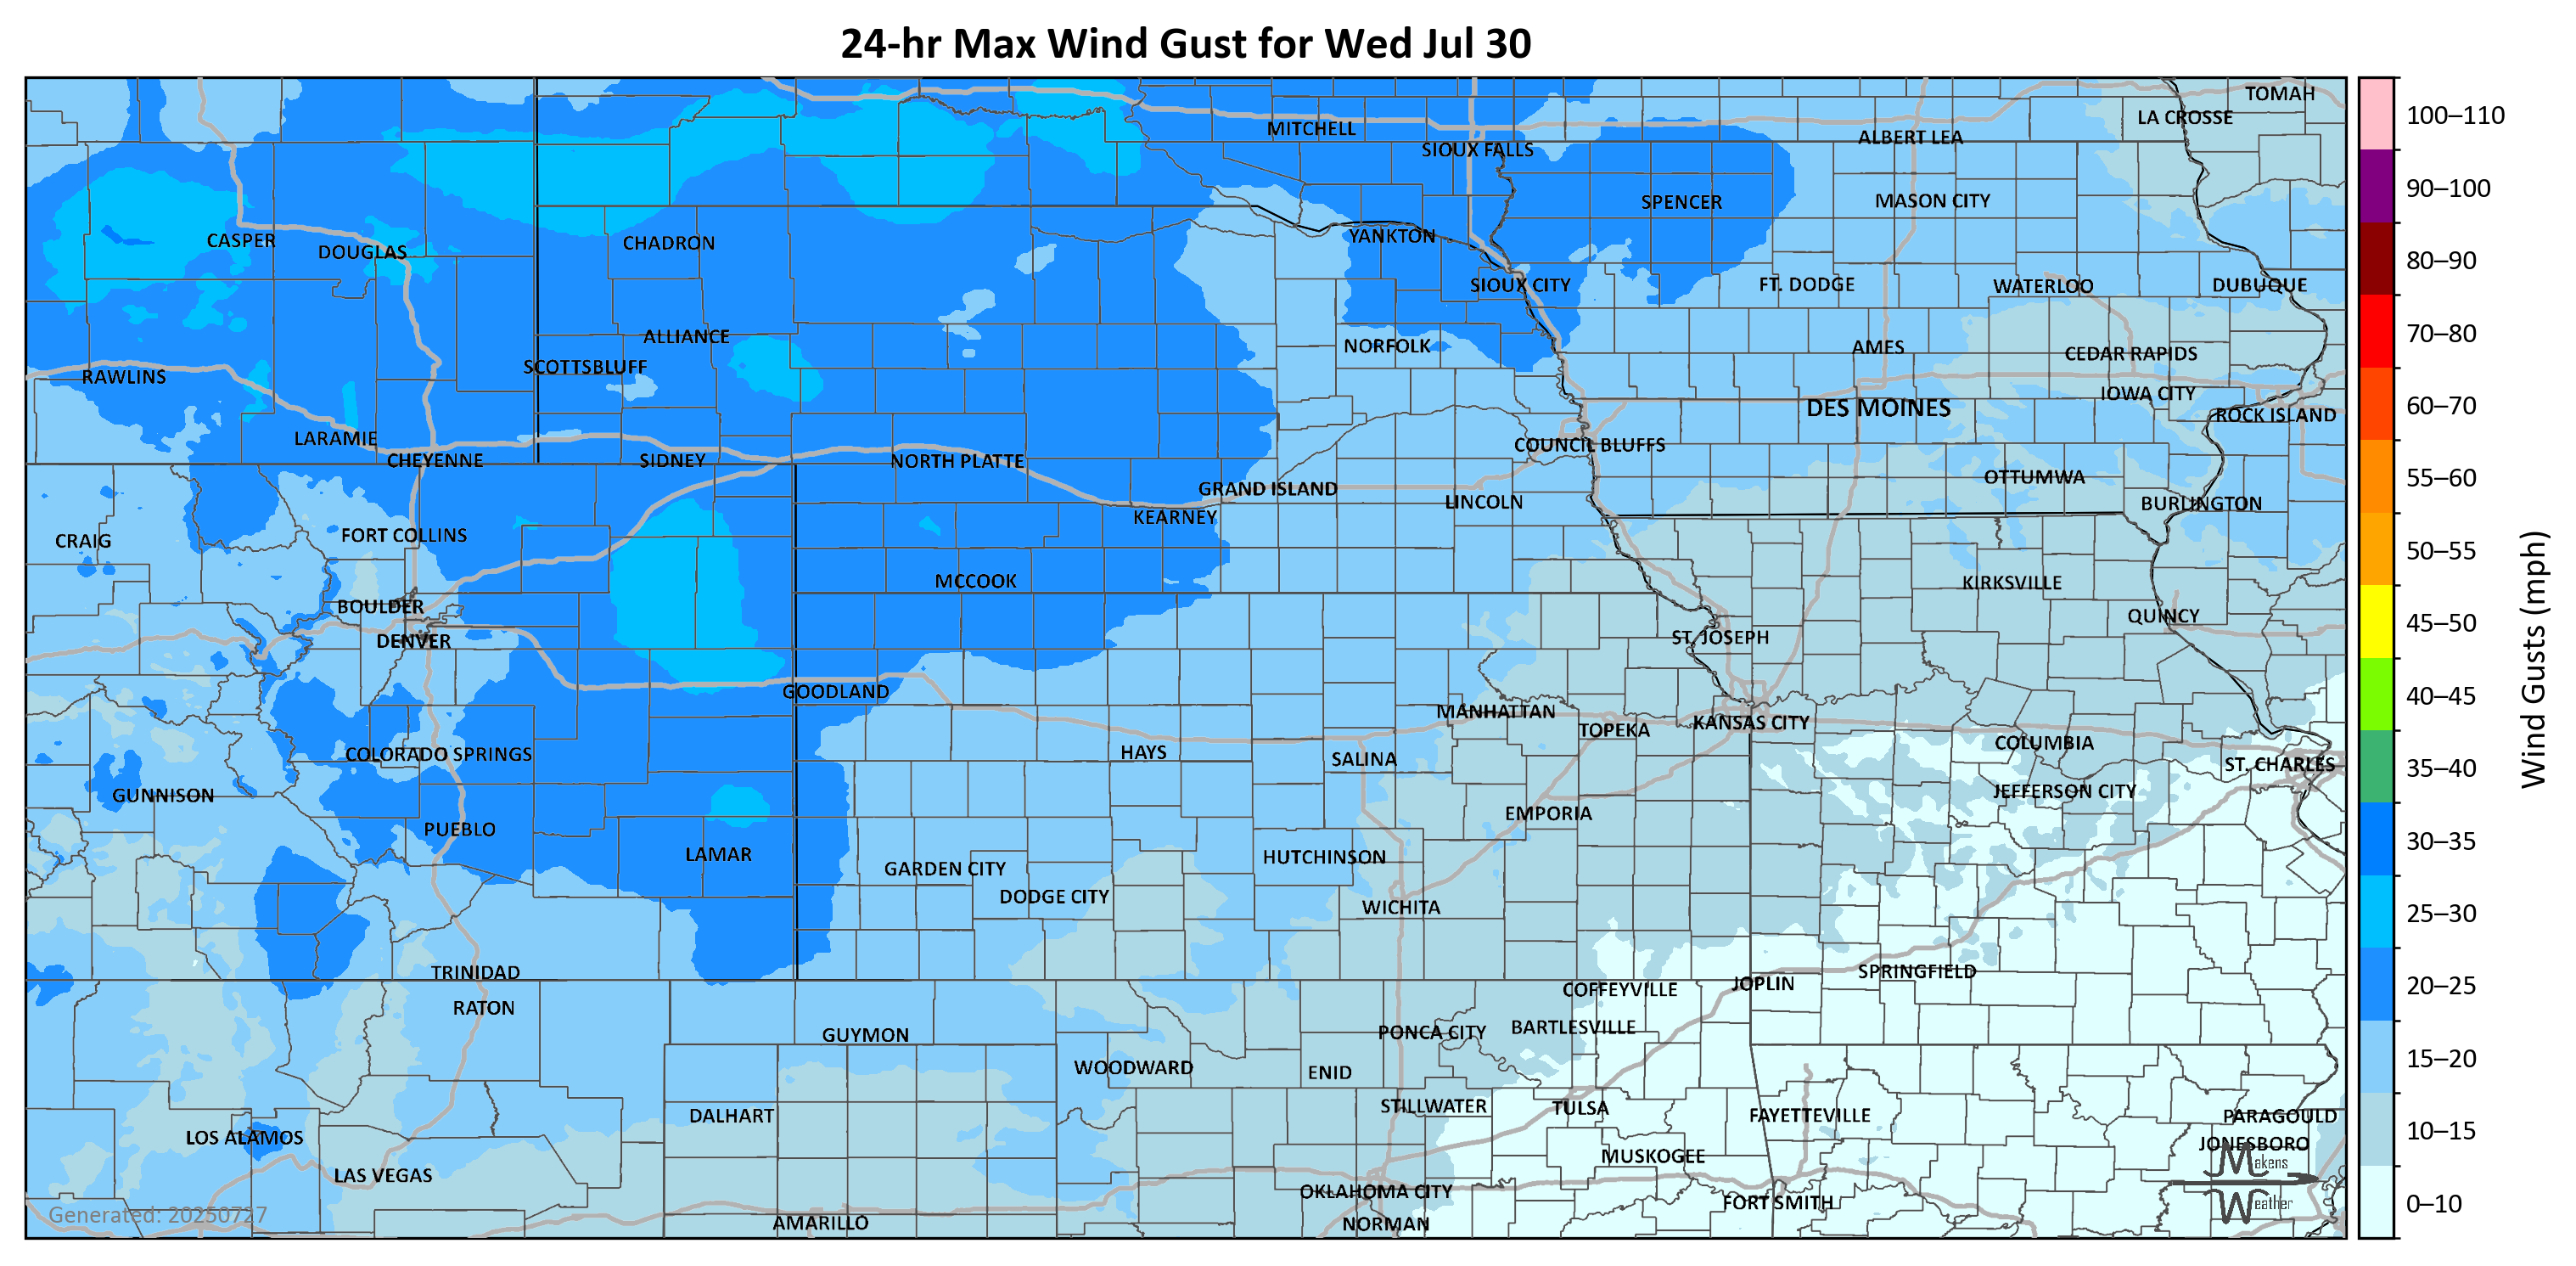 24-hr Max Wind Gust for Wed Jul 30
TOMAH
LA CROSSE
MITCHELL
ALBERT LEA
SIOUX FALLS
SPENCER
MASON CITY
CASPER
DOUGLAS
CHADRON
YANKTON
SIOUX CITY
FT. DODGE
WATERLOO
DUBUQUE
ALLIANCE
NORFOLK
AMES
CEDAR RAPIDS
SCOTTSBLUFF
RAWLINS
IOWA CITY
DES MOINES
ROCK ISLAND
LARAMIE
COUNCIL BLUFFS
CHEYENNE
SIDNEY
NORTH PLATTE
OTTUMWA
GRAND ISLAND
LINCOLN
BURLINGTON
KEARNEY
FORT COLLINS
CRAIG
MCCOOK
KIRKSVILLE
BOULDER
QUINCY
DENVER
ST. JOSEPH
GOODLAND
MANHATTAN
TOPEKA
KANSAS CITY
COLUMBIA
COLORADO SPRINGS
HAYS
SALINA
ST. CHARLES
GUNNISON
JEFFERSON CITY
EMPORIA
PUEBLO
LAMAR
HUTCHINSON
GARDEN CITY
DODGE CITY
WICHITA
TRINIDAD
SPRINGFIELD
JOPLIN
COFFEYVILLE
RATON
BARTLESVILLE
PONCA CITY
GUYMON
WOODWARD
ENID
STILLWATER
TULSA
DALHART
FAYETTEVILLE
PARAGOULD
LOS ALAMOS
JONESBORO
MUSKOGEE
LAS VEGAS
OKLAHOMA CITY
FORT SMITH
AMARILLO
NORMAN
Makens
Weather
Generated: 20250727
100–110
90–100
80–90
70–80
60–70
55–60
50–55
45–50
40–45
35–40
30–35
25–30
20–25
15–20
10–15
0–10
Wind Gusts (mph)